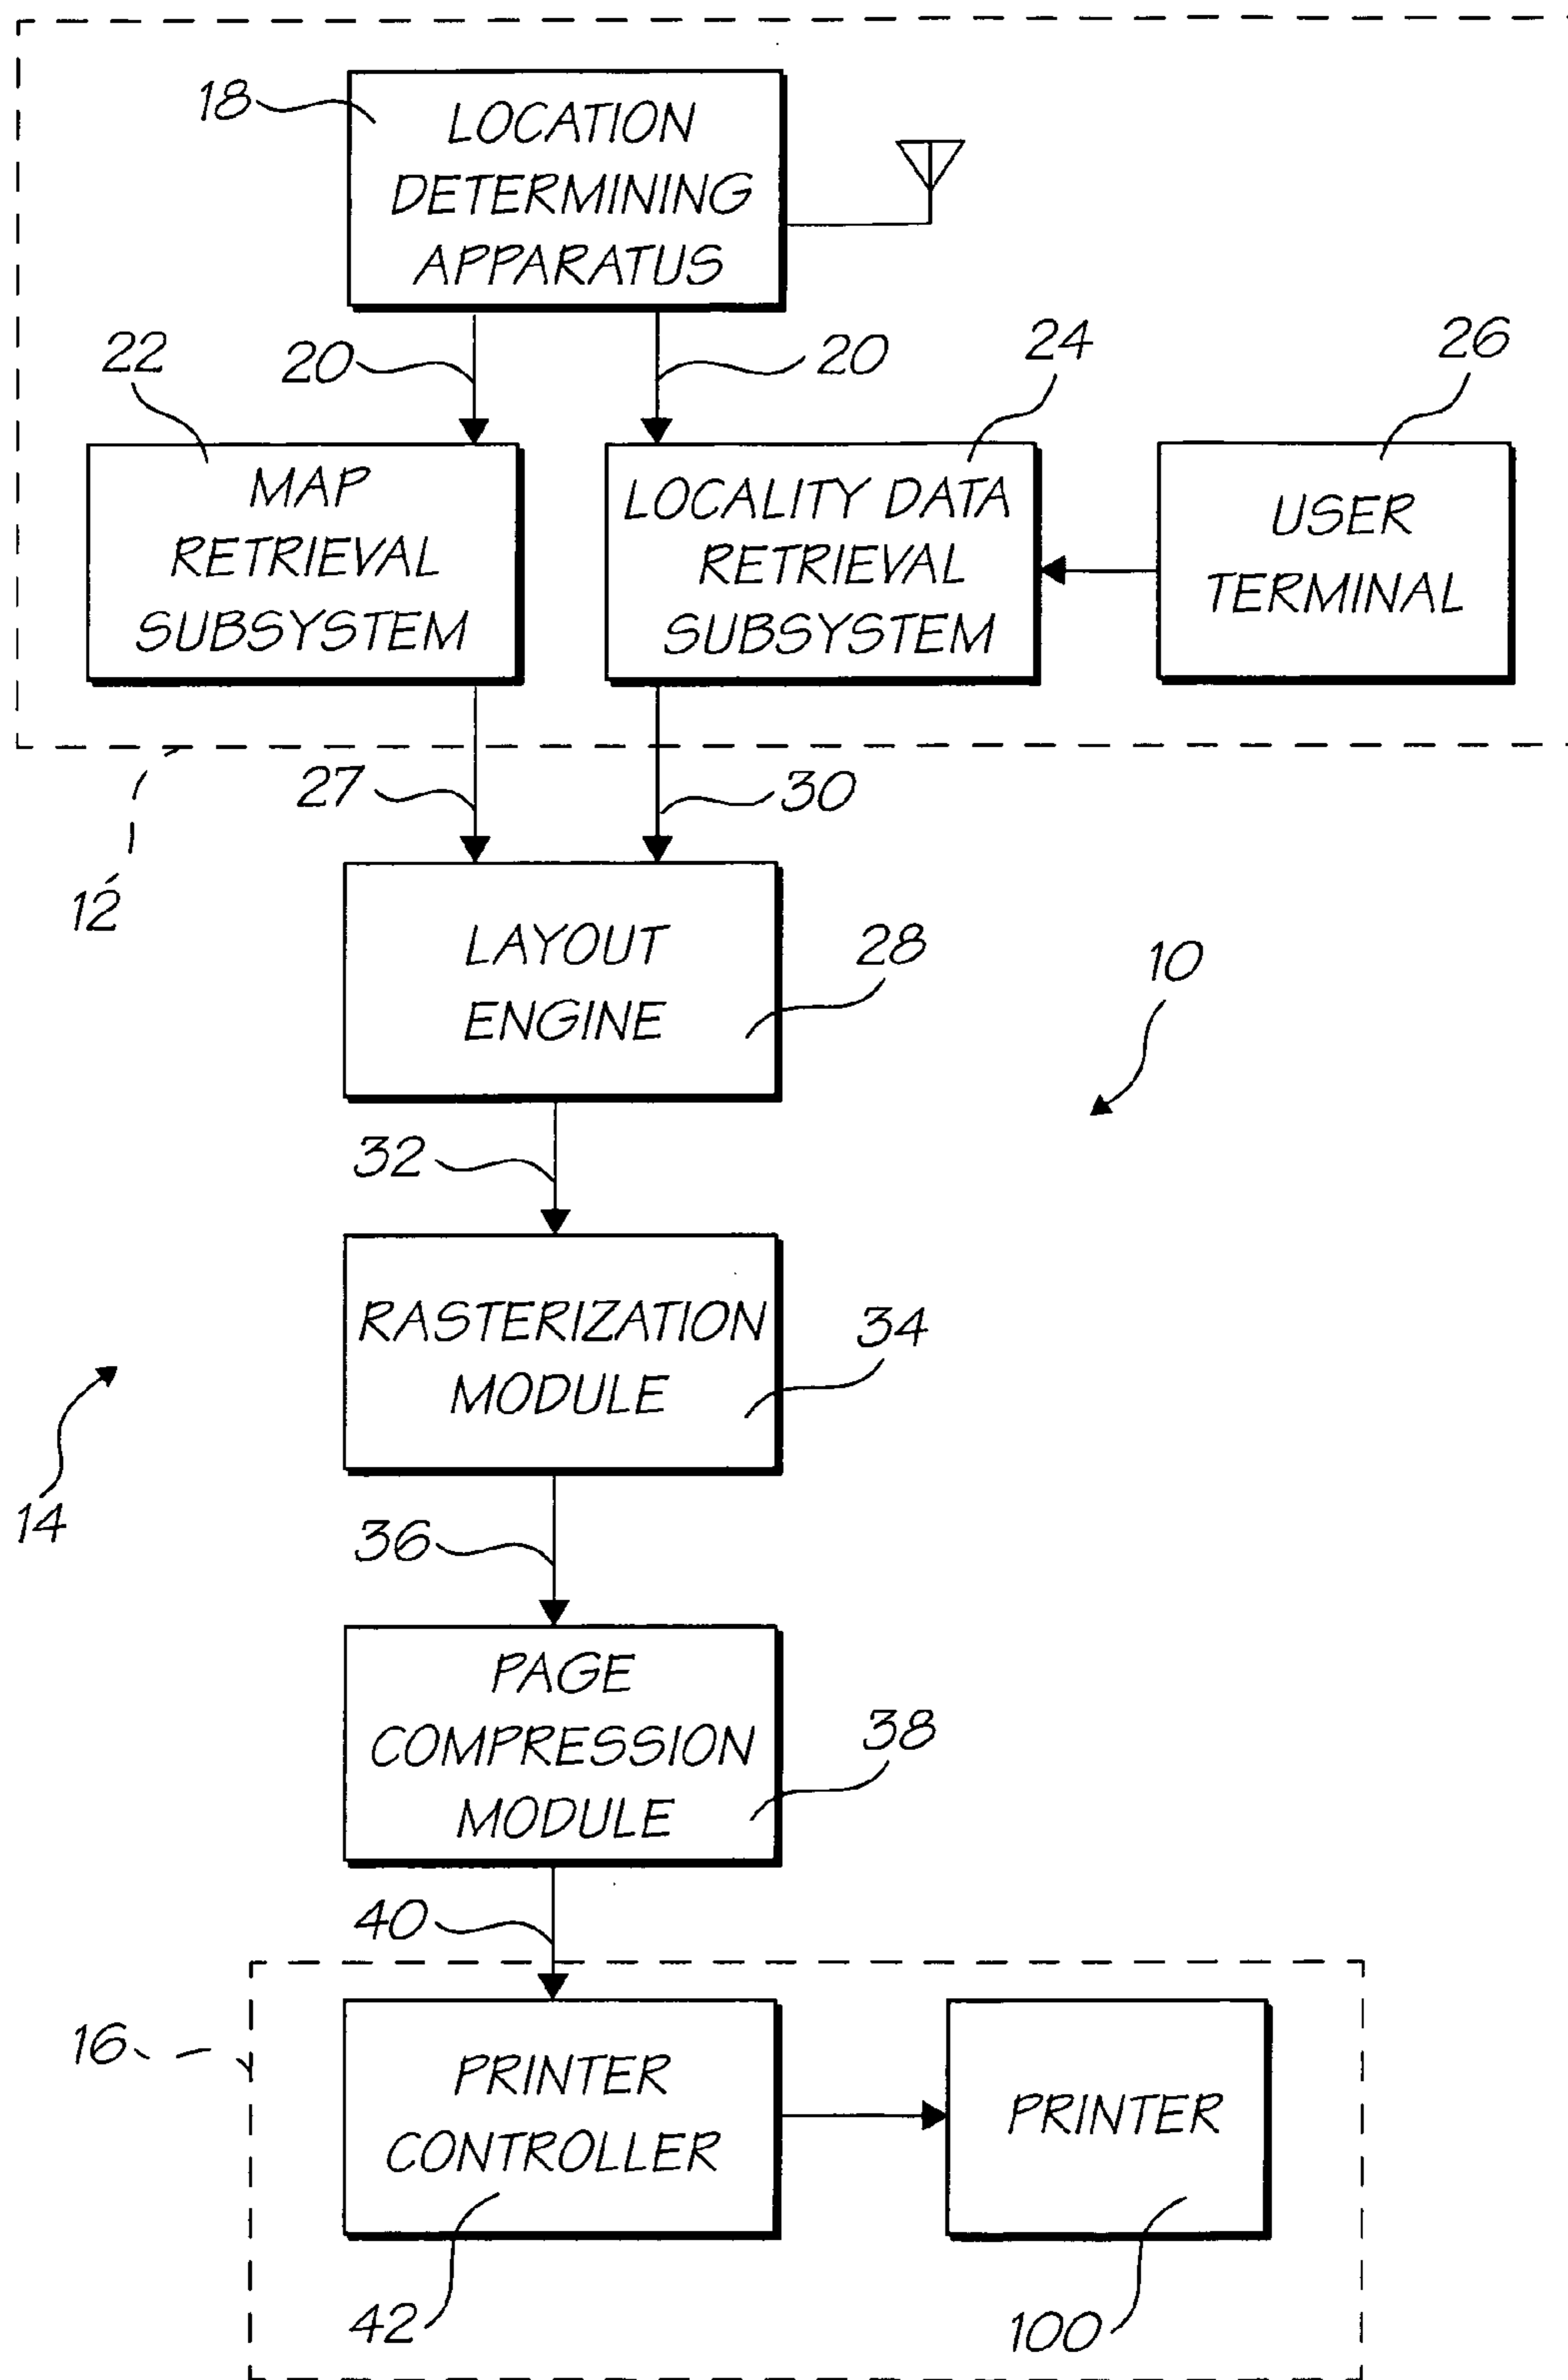 18
LOCATION
DETERMINING
APPARATUS
22
20
20
24
26
MAP
RETRIEVAL
SUBSYSTEM
LOCALITY DATA
RETRIEVAL
SUBSYSTEM
USER
TERMINAL
27
30
12
LAYOUT
ENGINE
28
10
32
RASTERIZATION
MODULE
34
14
36
PAGE
COMPRESSION
MODULE
38
40
16
PRINTER
CONTROLLER
PRINTER
42
100